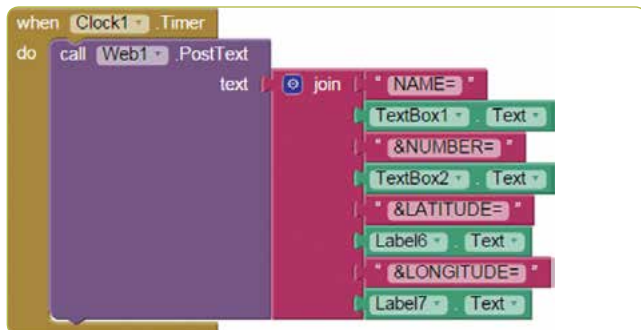 when Clock1 .Timer
do call Web1 .PostText
text join " NAME= "
TextBox1 . Text
" &NUMBER= "
TextBox2 . Text
" &LATITUDE= "
Label6 . Text
" &LONGITUDE= "
Label7 . Text